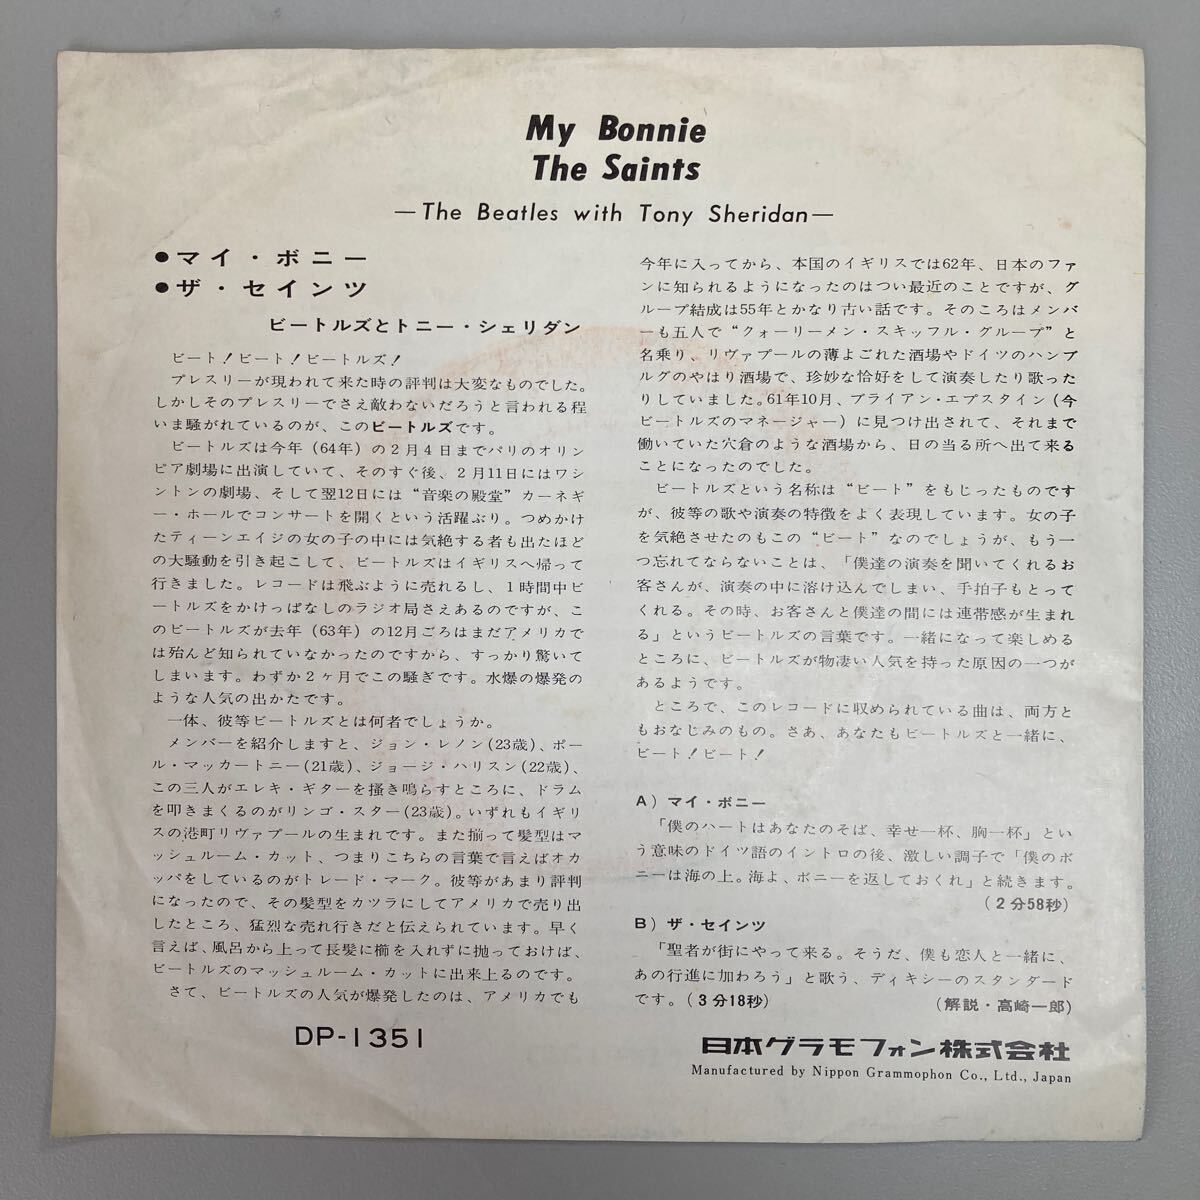 My Bonnie
The Saints
—The Beatles with Tony Sheridan—
●マイ・ボニー
●ザ・セインツ
ビートルズとトニー・シェリダン
ビート！ビート！ビートルズ！
プレスリーが現われて来た時の評判は大変なものでした。
しかしそのプレスリーでさえ敵わないだろうと言われる程
いま騒がれているのが、このビートルズです。
ビートルズは今年（64年）の２月４日までパリのオリン
ピア劇場に出演していて、そのすぐ後、２月11日にはワシ
ントンの劇場、そして翌12日には“音楽の殿堂”カーネギ
ー・ホールでコンサートを開くという活躍ぶり。つめかけ
たティーンエイジの女の子の中には気絶する者も出たほど
の大騒動を引き起こして、ビートルズはイギリスへ帰って
行きました。レコードは飛ぶように売れるし、１時間中ビ
ートルズをかけっぱなしのラジオ局さえあるのですが、こ
のビートルズが去年（63年）の12月ごろはまだアメリカで
は殆んど知られていなかったのですから、すっかり驚いて
しまいます。わずか２ヶ月でこの騒ぎです。水爆の爆発の
ような人気の出かたです。
一体、彼等ビートルズとは何者でしょうか。
メンバーを紹介しますと、ジョン・レノン(23歳)、ポー
ル・マッカートニー(21歳)、ジョージ・ハリスン(22歳)、
この三人がエレキ・ギターを掻き鳴らすところに、ドラム
を叩きまくるのがリンゴ・スター(23歳)。いずれもイギリ
スの港町リヴァプールの生まれです。また揃って髪型はマ
ッシュルーム・カット、つまりこちらの言葉で言えばオカ
ッパをしているのがトレード・マーク。彼等があまり評判
になったので、その髪型をカツラにしてアメリカで売り出
したところ、猛烈な売れ行きだと伝えられています。早く
言えば、風呂から上って長髪に櫛を入れずに抛っておけば、
ビートルズのマッシュルーム・カットに出来上るのです。
さて、ビートルズの人気が爆発したのは、アメリカでも
今年に入ってから、本国のイギリスでは62年、日本のファ
ンに知られるようになったのはつい最近のことですが、グ
ループ結成は55年とかなり古い話です。そのころはメンバ
ーも五人で“クォーリーメン・スキッフル・グループ”と
名乗り、リヴァプールの薄よごれた酒場やドイツのハンブ
ルグのやはり酒場で、珍妙な恰好をして演奏したり歌った
りしていました。61年10月、ブライアン・エプスタイン（今
ビートルズのマネージャー）に見つけ出されて、それまで
働いていた穴倉のような酒場から、日の当る所へ出て来る
ことになったのでした。
ビートルズという名称は“ビート”をもじったものです
が、彼等の歌や演奏の特徴をよく表現しています。女の子
を気絶させたのもこの“ビート”なのでしょうが、もう一
つ忘れてならないことは、「僕達の演奏を聞いてくれるお
客さんが、演奏の中に溶け込んでしまい、手拍子もとって
くれる。その時、お客さんと僕達の間には連帯感が生まれ
る」というビートルズの言葉です。一緒になって楽しめる
ところに、ビートルズが物凄い人気を持った原因の一つが
あるようです。
ところで、このレコードに収められている曲は、両方と
もおなじみのもの。さあ、あなたもビートルズと一緒に、
ビート！ビート！
A）マイ・ボニー
「僕のハートはあなたのそば、幸せ一杯、胸一杯」とい
う意味のドイツ語のイントロの後、激しい調子で「僕のボ
ニーは海の上。海よ、ボニーを返しておくれ」と続きます。
（２分58秒）
B）ザ・セインツ
「聖者が街にやって来る。そうだ、僕も恋人と一緒に、
あの行進に加わろう」と歌う、ディキシーのスタンダード
です。（３分18秒） （解説・高崎一郎）
DP-1351
日本グラモフォン株式会社
Manufactured by Nippon Grammophon Co., Ltd., Japan